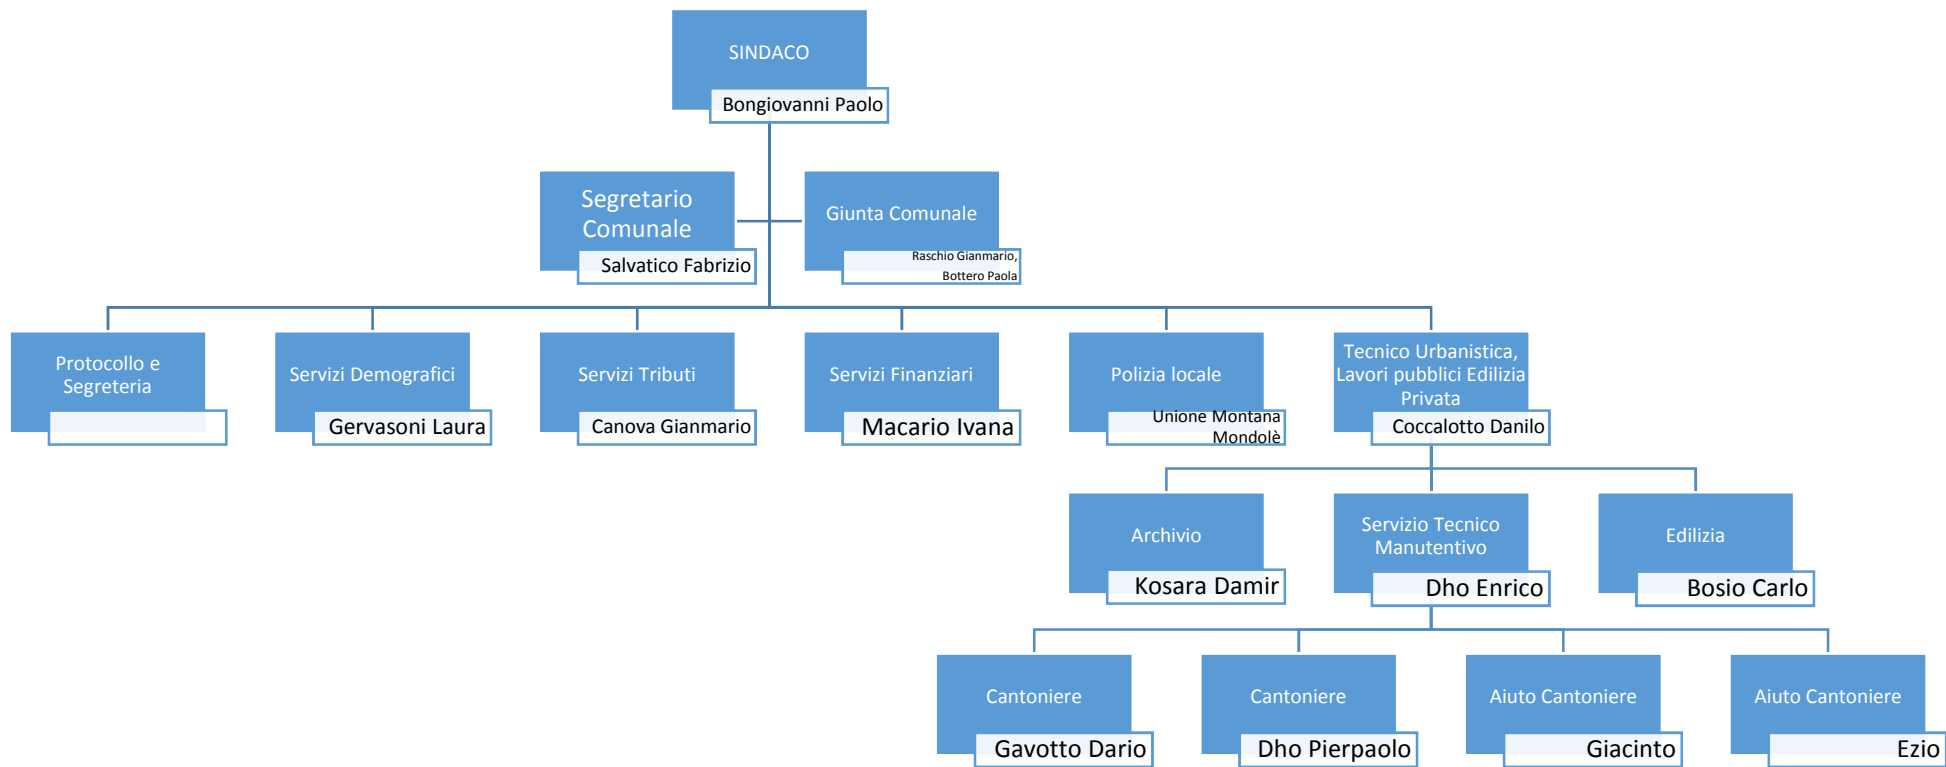 SINDACO
Bongiovanni Paolo
Segretario
Comunale
Salvatico Fabrizio
Giunta Comunale
Raschio Gianmario,
Bottero Paola
Protocollo e
Segreteria
Servizi Demografici
Gervasoni Laura
Servizi Tributi
Canova Gianmario
Servizi Finanziari
Macario Ivana
Polizia locale
Unione Montana
Mondolè
Tecnico Urbanistica,
Lavori pubblici Edilizia
Privata
Coccalotto Danilo
Archivio
Kosara Damir
Servizio Tecnico
Manutentivo
Dho Enrico
Edilizia
Bosio Carlo
Cantoniere
Gavotto Dario
Cantoniere
Dho Pierpaolo
Aiuto Cantoniere
Giacinto
Aiuto Cantoniere
Ezio